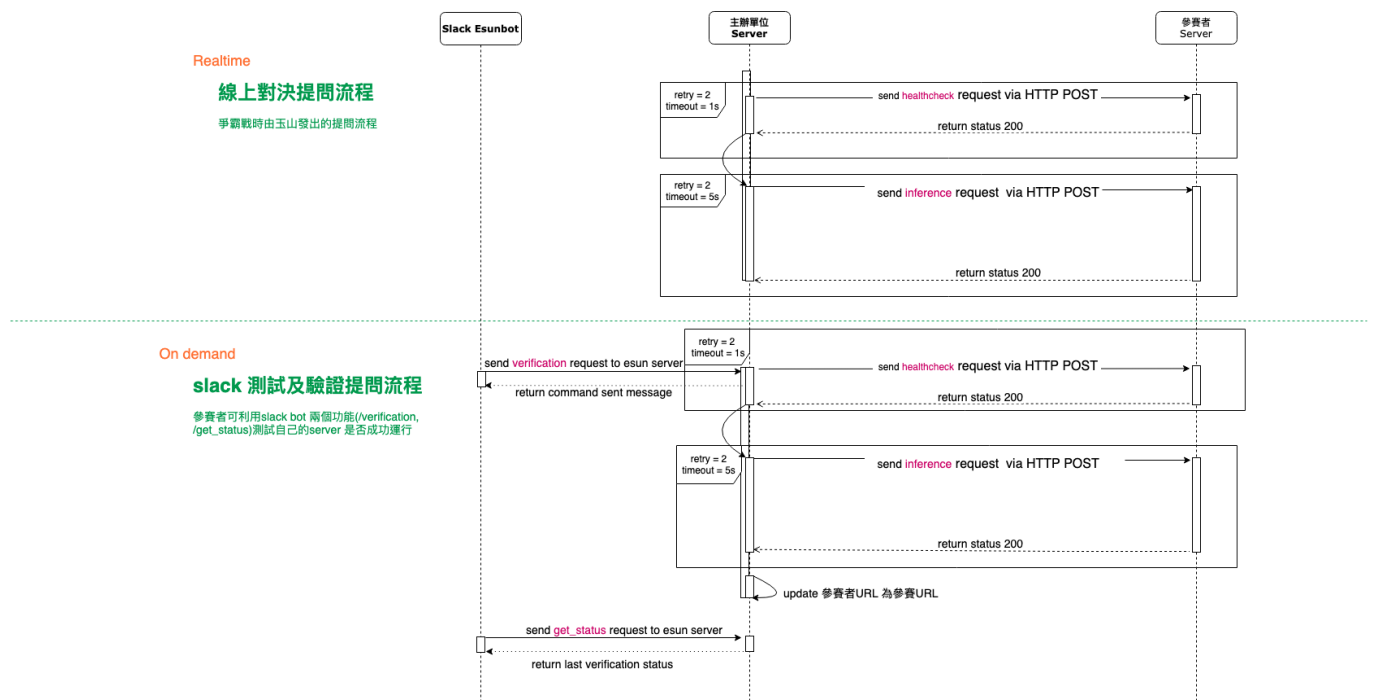 Slack Esunbot
主辦單位
Server
參賽者
Server
Realtime
線上對決提問流程
爭霸戰時由玉山發出的提問流程
retry = 2
timeout = 1s
send healthcheck request via HTTP POST
return status 200
retry = 2
timeout = 5s
send inference request via HTTP POST
return status 200
On demand
slack 測試及驗證提問流程
參賽者可利用slack bot 兩個功能(/verification,
/get_status)測試自己的server 是否成功運行
retry = 2
timeout = 1s
send verification request to esun server
return command sent message
send healthcheck request via HTTP POST
return status 200
retry = 2
timeout = 5s
send inference request via HTTP POST
return status 200
update 參賽者URL 為參賽URL
send get_status request to esun server
return last verification status